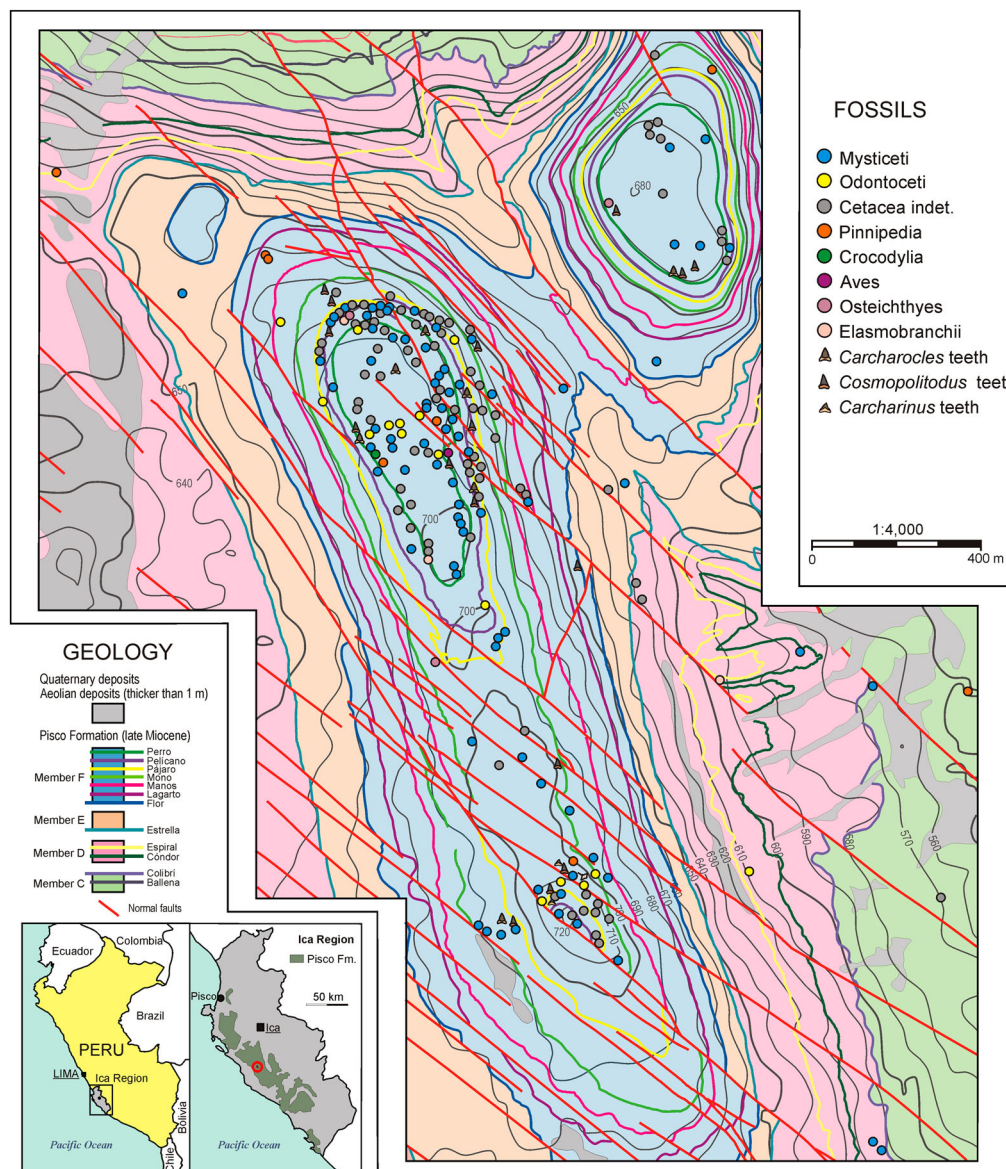 FOSSILS
Mysticeti
Odontoceti
Cetacea indet.
Pinnipedia
Crocodylia
Aves
Osteichthyes
Elasmobranchii
Carcharocles teeth
Cosmopolitodus teet
Carcharinus teeth
1:4,000
0 400 m
650
680
650
640
700
700
590
580
570
560
600
610
620
630
640
650
660
670
680
690
700
710
720
GEOLOGY
Quaternary deposits
Aeolian deposits (thicker than 1 m)
Pisco Formation (late Miocene)
Perro
Pelícano
Pájaro
Member F
Mono
Manos
Lagarto
Flor
Member E
Estrella
Member D
Espiral
Cóndor
Member C
Colibrí
Ballena
Normal faults
Ecuador
Colombia
Brazil
PERU
LIMA
Ica Region
Bolivia
Chile
Pacific Ocean
Ica Region
Pisco Fm.
50 km
Pisco
Ica
Pacific Ocean